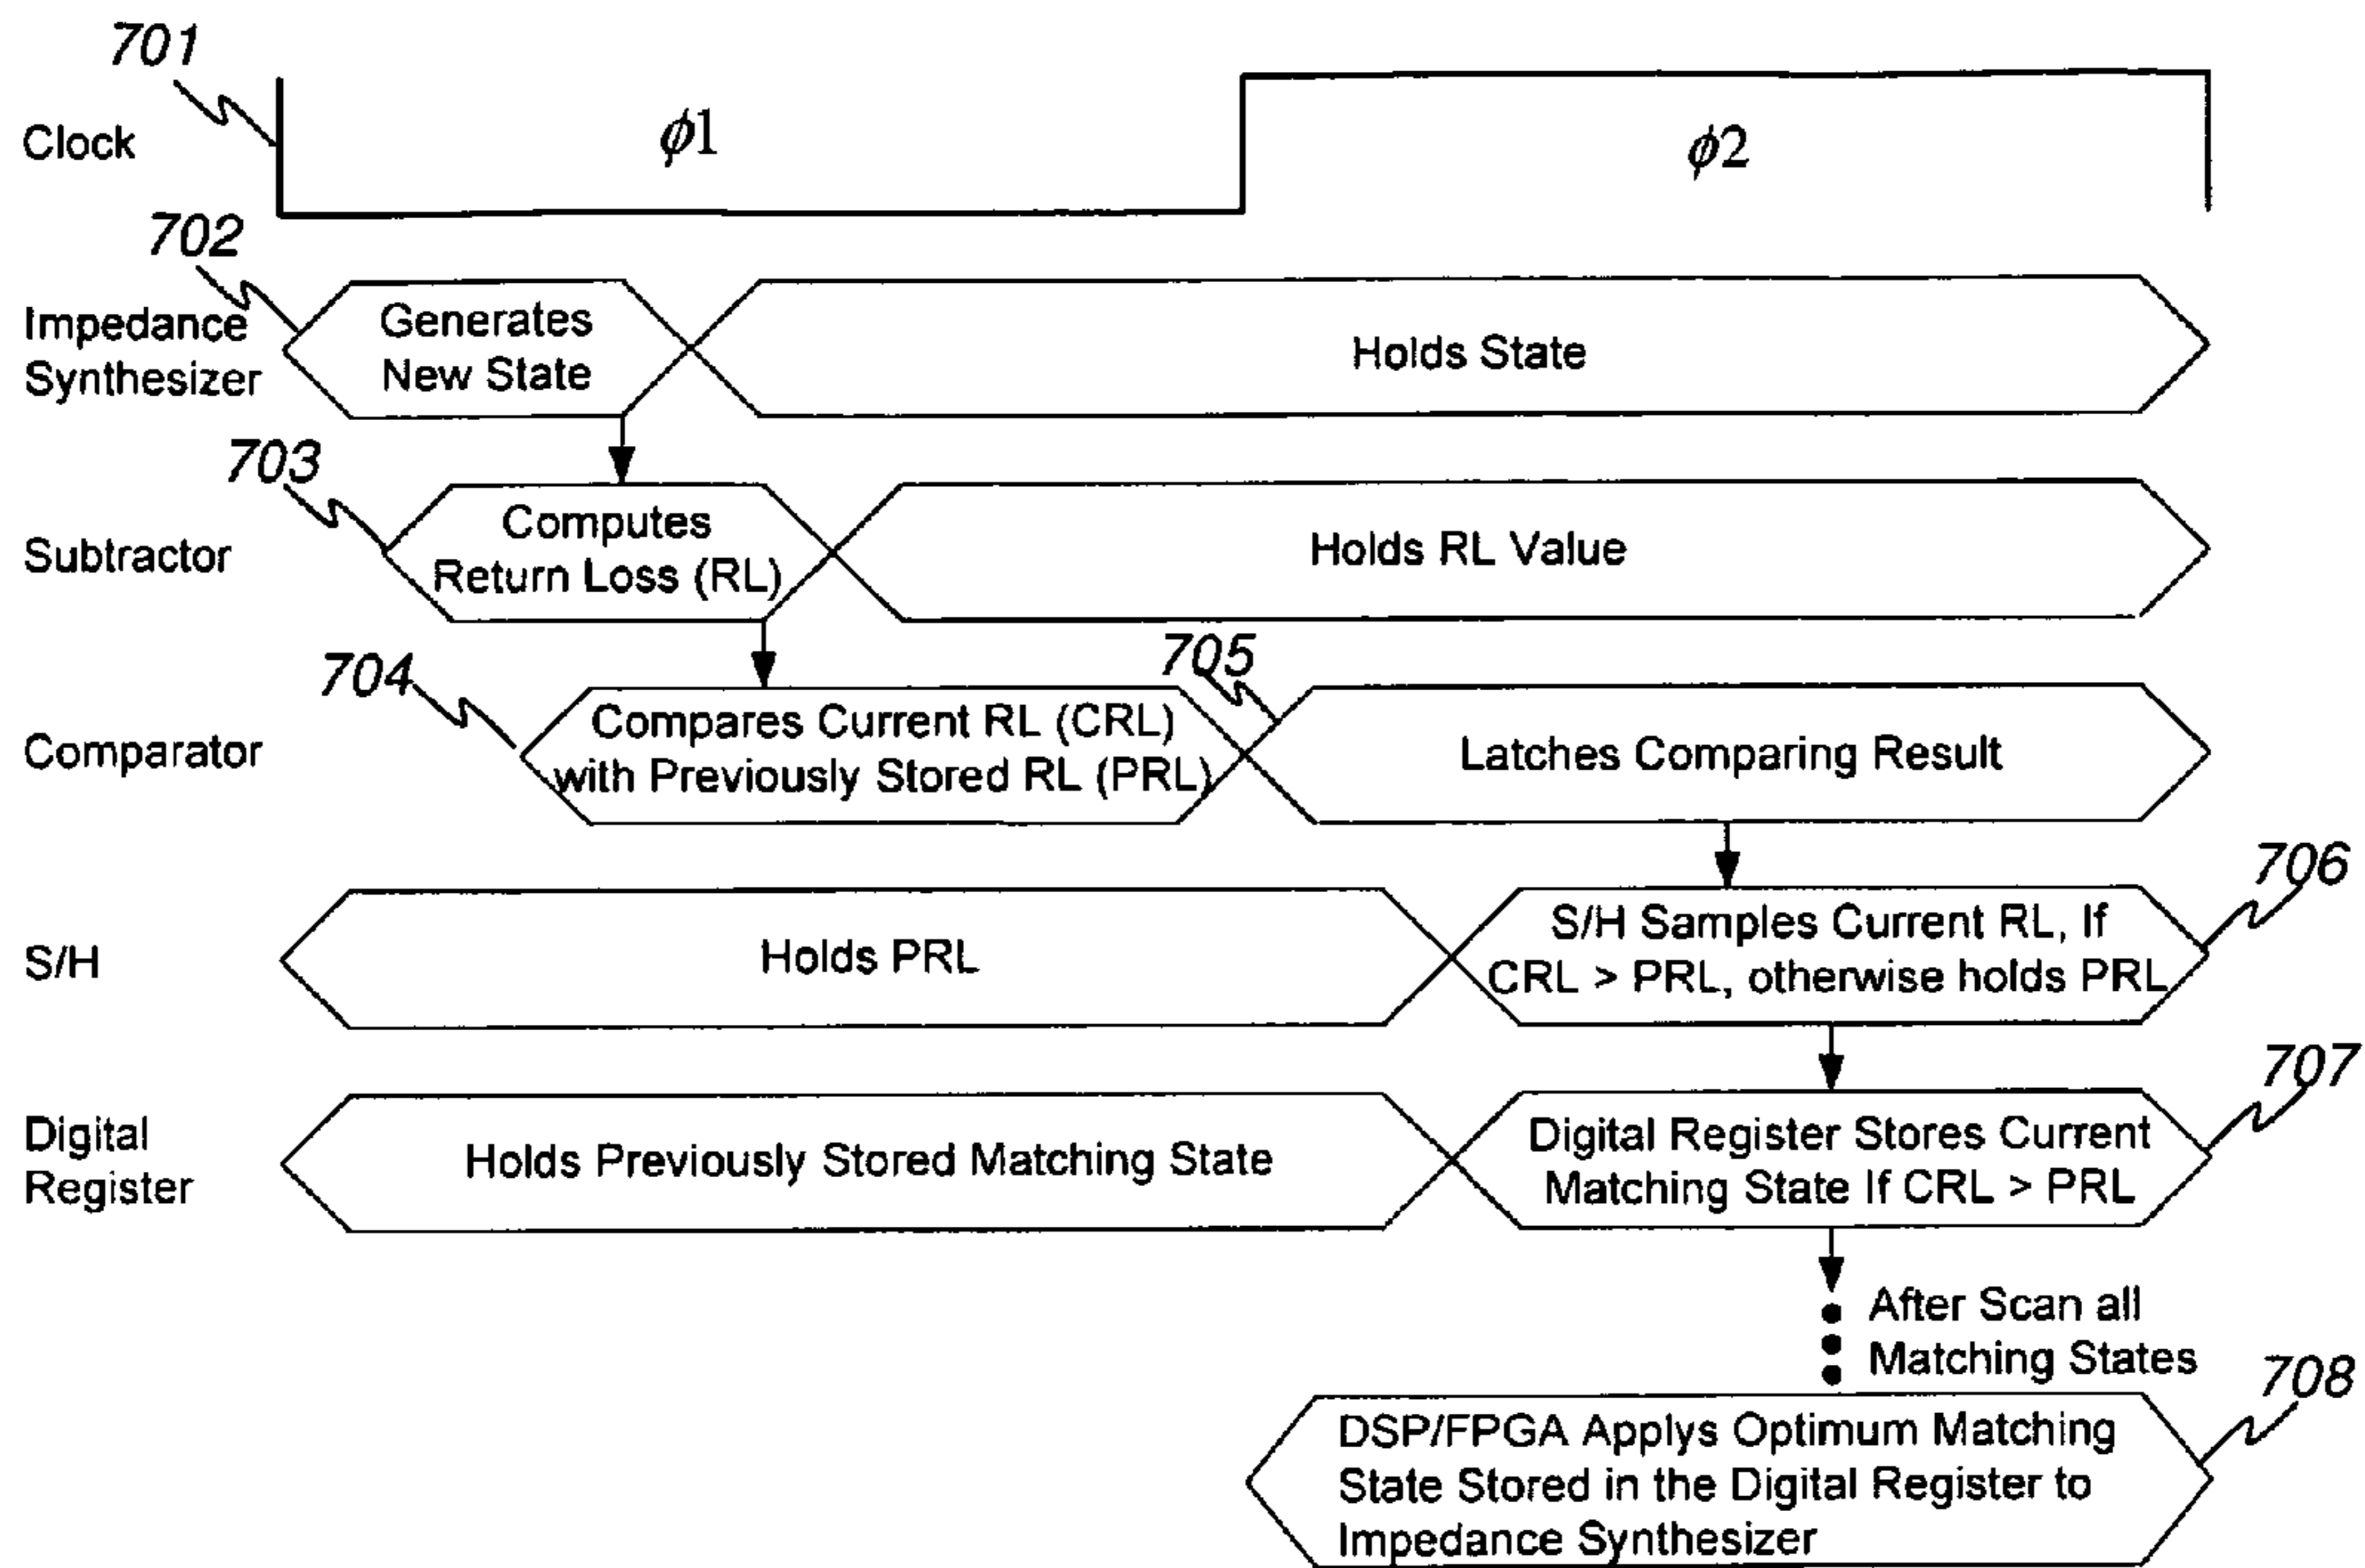 701
Clock
ϕ1
ϕ2
702
Impedance
Synthesizer
Generates
New State
Holds State
703
Subtractor
Computes
Return Loss (RL)
Holds RL Value
704
705
Comparator
Compares Current RL (CRL)
with Previously Stored RL (PRL)
Latches Comparing Result
706
S/H
Holds PRL
S/H Samples Current RL, If
CRL > PRL, otherwise holds PRL
707
Digital
Register
Holds Previously Stored Matching State
Digital Register Stores Current
Matching State If CRL > PRL
After Scan all
Matching States
708
DSP/FPGA Applys Optimum Matching
State Stored in the Digital Register to
Impedance Synthesizer